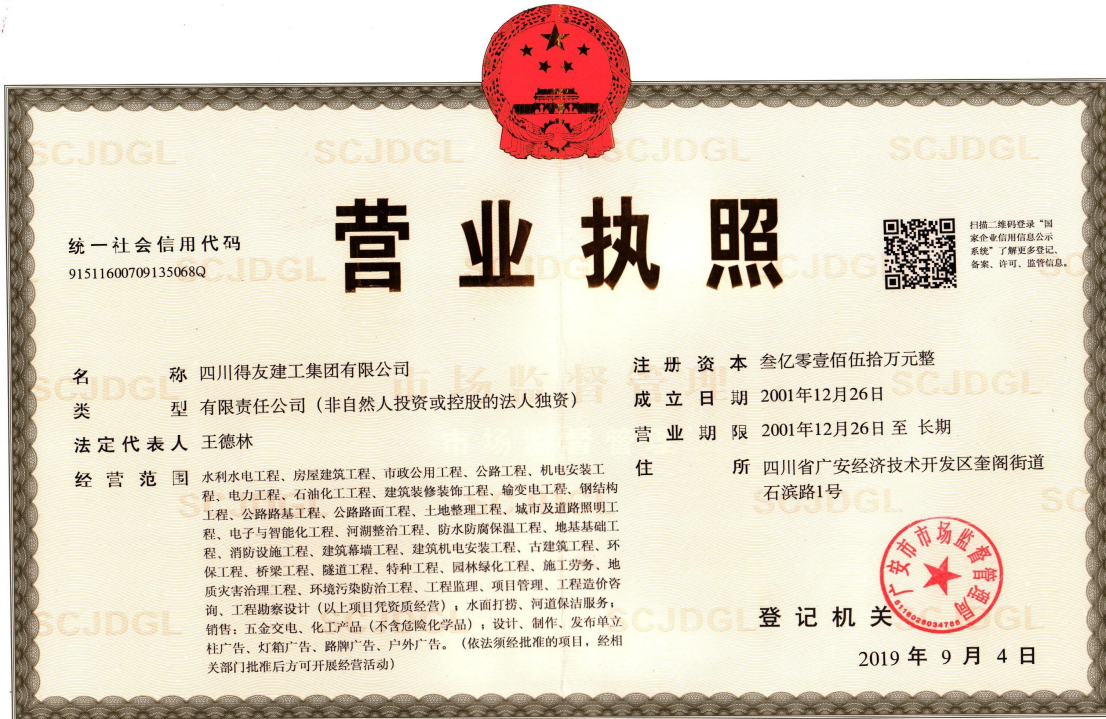 营业执照
统一社会信用代码
91511600709135068Q
扫描二维码登录“国
家企业信用信息公示
系统”了解更多登记、
备案、许可、监管信息。
名称 四川得友建工集团有限公司
类型 有限责任公司（非自然人投资或控股的法人独资）
法定代表人 王德林
经营范围 水利水电工程、房屋建筑工程、市政公用工程、公路工程、机电安装工
程、电力工程、石油化工工程、建筑装修装饰工程、输变电工程、钢结构
工程、公路路基工程、公路路面工程、土地整理工程、城市及道路照明工
程、电子与智能化工程、河湖整治工程、防水防腐保温工程、地基基础工
程、消防设施工程、建筑幕墙工程、建筑机电安装工程、古建筑工程、环
保工程、桥梁工程、隧道工程、特种工程、园林绿化工程、施工劳务、地
质灾害治理工程、环境污染防治工程、工程监理、项目管理、工程造价咨
询、工程勘察设计（以上项目凭资质经营）；水面打捞、河道保洁服务；
销售：五金交电、化工产品（不含危险化学品）；设计、制作、发布单立
柱广告、灯箱广告、路牌广告、户外广告。（依法须经批准的项目，经相
关部门批准后方可开展经营活动）
注册资本 叁亿零壹佰伍拾万元整
成立日期 2001年12月26日
营业期限 2001年12月26日 至 长期
住所 四川省广安经济技术开发区奎阁街道
石滨路1号
登记机关
广安市市场监督管理局
5116026034766
2019 年 9 月 4 日
SCJDGL
市场监督管理